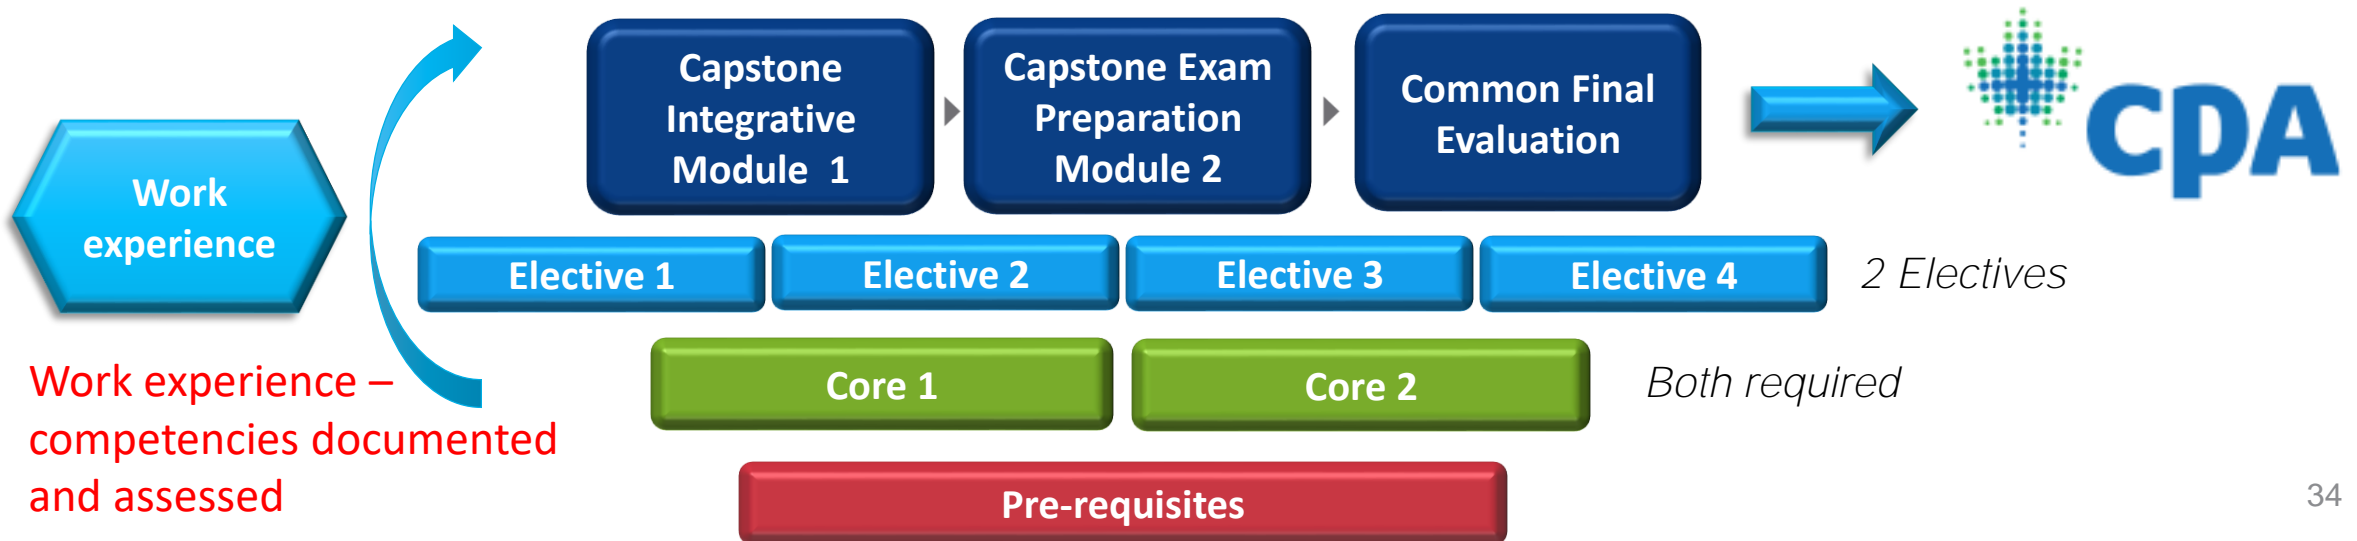 Capstone
Integrative
Module 1
Capstone Exam
Preparation
Module 2
Common Final
Evaluation
CPA
Work
experience
Elective 1
Elective 2
Elective 3
Elective 4
2 Electives
Work experience –
competencies documented
and assessed
Core 1
Core 2
Both required
Pre-requisites
34